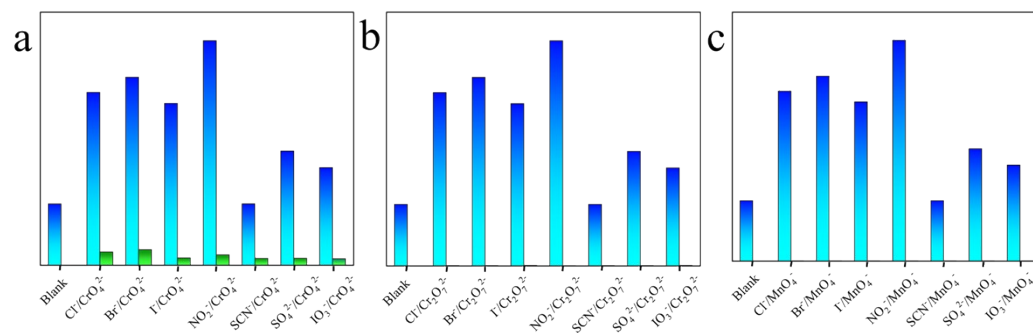 a
Blank
Cl⁻/CrO₄²⁻
Br⁻/CrO₄²⁻
I⁻/CrO₄²⁻
NO₂⁻/CrO₄²⁻
SCN⁻/CrO₄²⁻
SO₄²⁻/CrO₄²⁻
IO₃⁻/CrO₄²⁻
b
Blank
Cl⁻/Cr₂O₇²⁻
Br⁻/Cr₂O₇²⁻
I⁻/Cr₂O₇²⁻
NO₂⁻/Cr₂O₇²⁻
SCN⁻/Cr₂O₇²⁻
SO₄²⁻/Cr₂O₇²⁻
IO₃⁻/Cr₂O₇²⁻
c
Blank
Cl⁻/MnO₄⁻
Br⁻/MnO₄⁻
I⁻/MnO₄⁻
NO₂⁻/MnO₄⁻
SCN⁻/MnO₄⁻
SO₄²⁻/MnO₄⁻
IO₃⁻/MnO₄⁻